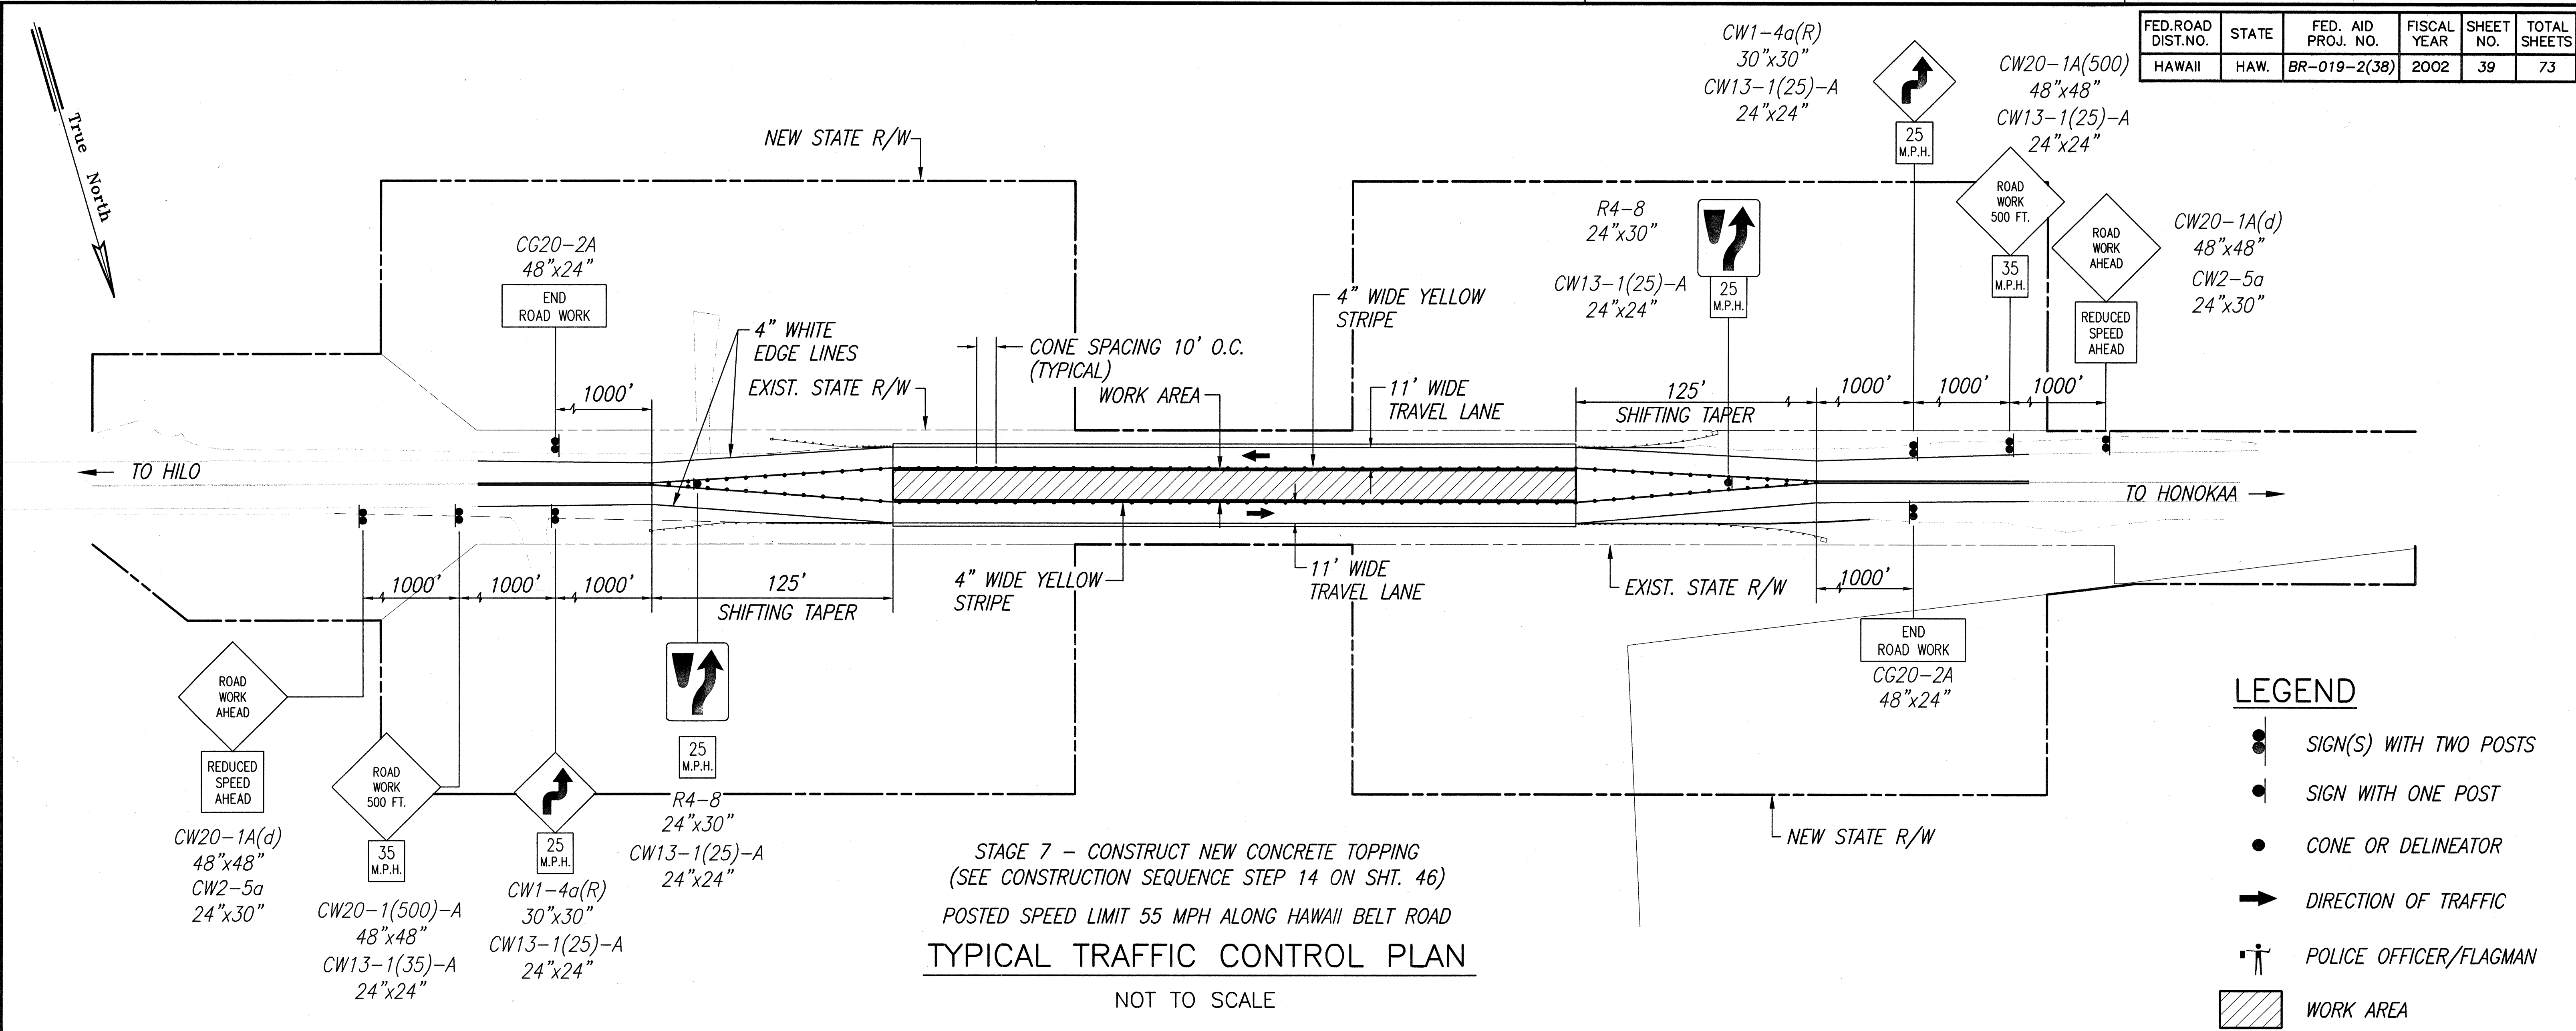 FED.ROAD DIST.NO.
STATE
FED. AID PROJ. NO.
FISCAL YEAR
SHEET NO.
TOTAL SHEETS
HAWAII
HAW.
BR-019-2(38)
2002
39
73
True North
CW1-4a(R)
30"x30"
CW13-1(25)-A
24"x24"
25
M.P.H.
CW20-1A(500)
48"x48"
CW13-1(25)-A
24"x24"
ROAD
WORK
500 FT.
35
M.P.H.
ROAD
WORK
AHEAD
REDUCED
SPEED
AHEAD
CW20-1A(d)
48"x48"
CW2-5a
24"x30"
NEW STATE R/W
R4-8
24"x30"
CW13-1(25)-A
24"x24"
25
M.P.H.
CG20-2A
48"x24"
END
ROAD WORK
4" WHITE
EDGE LINES
CONE SPACING 10' O.C.
(TYPICAL)
4" WIDE YELLOW
STRIPE
EXIST. STATE R/W
WORK AREA
11' WIDE
TRAVEL LANE
1000'
125'
SHIFTING TAPER
1000'
1000'
1000'
TO HILO
TO HONOKAA
1000'
1000'
1000'
125'
SHIFTING TAPER
4" WIDE YELLOW
STRIPE
11' WIDE
TRAVEL LANE
EXIST. STATE R/W
1000'
END
ROAD WORK
CG20-2A
48"x24"
ROAD
WORK
AHEAD
REDUCED
SPEED
AHEAD
CW20-1A(d)
48"x48"
CW2-5a
24"x30"
ROAD
WORK
500 FT.
35
M.P.H.
CW20-1(500)-A
48"x48"
CW13-1(35)-A
24"x24"
25
M.P.H.
CW1-4a(R)
30"x30"
CW13-1(25)-A
24"x24"
25
M.P.H.
R4-8
24"x30"
CW13-1(25)-A
24"x24"
NEW STATE R/W
STAGE 7 - CONSTRUCT NEW CONCRETE TOPPING
(SEE CONSTRUCTION SEQUENCE STEP 14 ON SHT. 46)
POSTED SPEED LIMIT 55 MPH ALONG HAWAII BELT ROAD
TYPICAL TRAFFIC CONTROL PLAN
NOT TO SCALE
LEGEND
SIGN(S) WITH TWO POSTS
SIGN WITH ONE POST
CONE OR DELINEATOR
DIRECTION OF TRAFFIC
POLICE OFFICER/FLAGMAN
WORK AREA